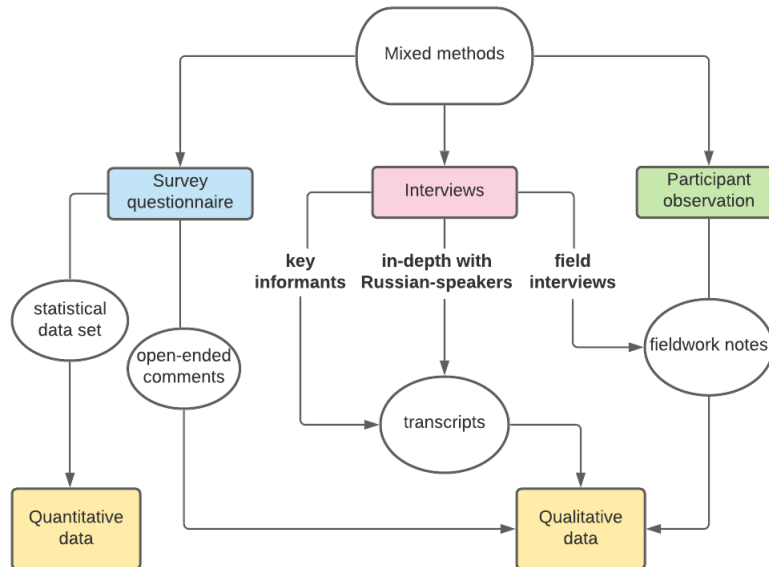 Mixed methods
Survey
questionnaire
Interviews
Participant
observation
key
informants
in-depth with
Russian-speakers
field
interviews
statistical
data set
open-ended
comments
fieldwork notes
transcripts
Quantitative
data
Qualitative
data